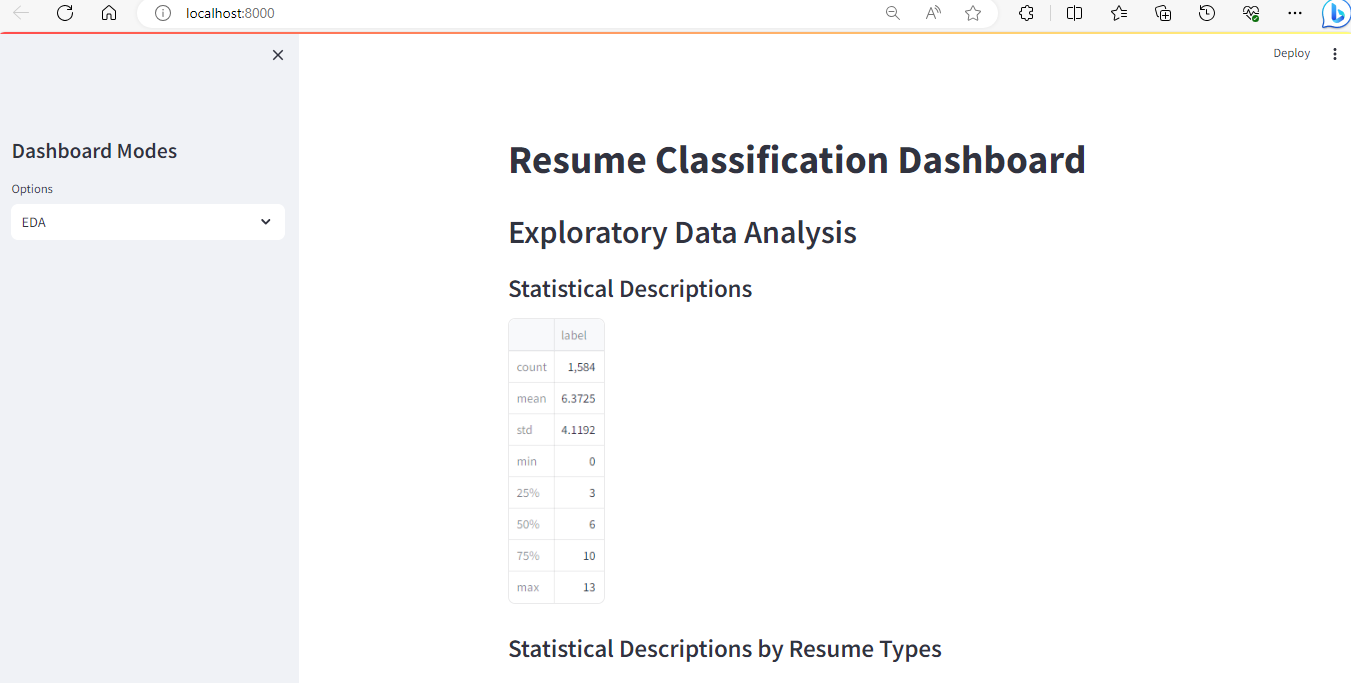 localhost:8000
Deploy
Dashboard Modes
Options
EDA
Resume Classification Dashboard
Exploratory Data Analysis
Statistical Descriptions
label
count 1,584
mean 6.3725
std 4.1192
min 0
25% 3
50% 6
75% 10
max 13
Statistical Descriptions by Resume Types